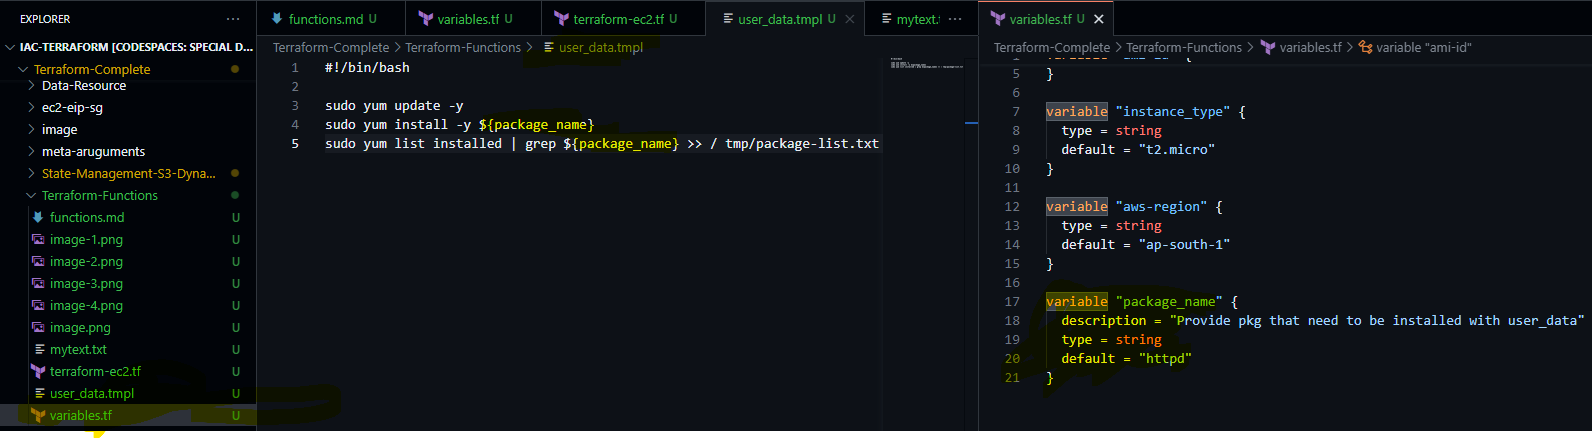 EXPLORER
IAC-TERRAFORM [CODESPACES: SPECIAL D...
Terraform-Complete
Data-Resource
ec2-eip-sg
image
meta-aruguments
State-Management-S3-Dyna...
Terraform-Functions
functions.md U
image-1.png U
image-2.png U
image-3.png U
image-4.png U
image.png U
mytext.txt U
terraform-ec2.tf U
user_data.tmpl U
variables.tf U
functions.md U variables.tf U terraform-ec2.tf U user_data.tmpl U mytext.
Terraform-Complete > Terraform-Functions > user_data.tmpl
1 #!/bin/bash
2
3 sudo yum update -y
4 sudo yum install -y ${package_name}
5 sudo yum list installed | grep ${package_name} >> / tmp/package-list.txt
variables.tf U
Terraform-Complete > Terraform-Functions > variables.tf > variable "ami-id"
5 }
6
7 variable "instance_type" {
8 type = string
9 default = "t2.micro"
10 }
11
12 variable "aws-region" {
13 type = string
14 default = "ap-south-1"
15 }
16
17 variable "package_name" {
18 description = "Provide pkg that need to be installed with user_data"
19 type = string
20 default = "httpd"
21 }